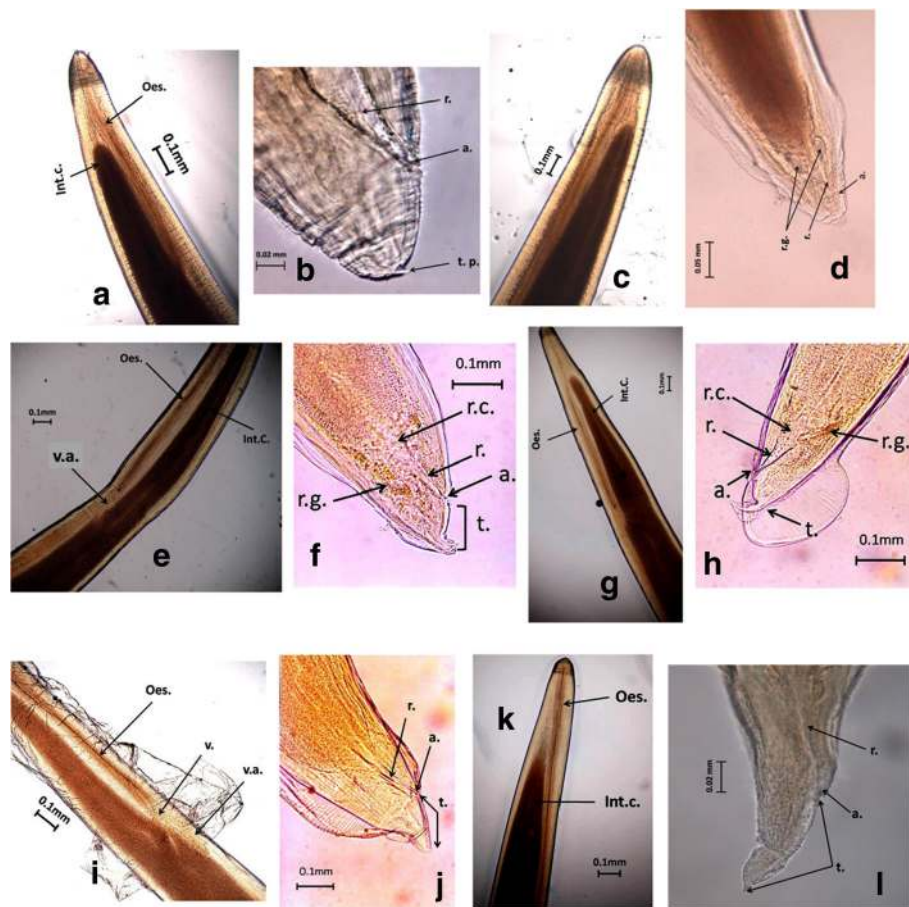 Oes.
0.1mm
Int.c.
a
r.
a.
t. p.
0.02 mm
b
0.1mm
c
a.
r.g.
r.
0.05 mm
d
Oes.
0.1mm
Int.C.
v.a.
e
0.1mm
r.c.
r.
a.
r.g.
t.
f
0.1mm
Int.C.
Oes.
g
r.c.
r.
r.g.
a.
t.
0.1mm
h
Oes.
v.
v.a.
0.1mm
i
r.
a.
t.
0.1mm
j
k
Oes.
Int.c.
0.1mm
r.
0.02 mm
a.
t.
l